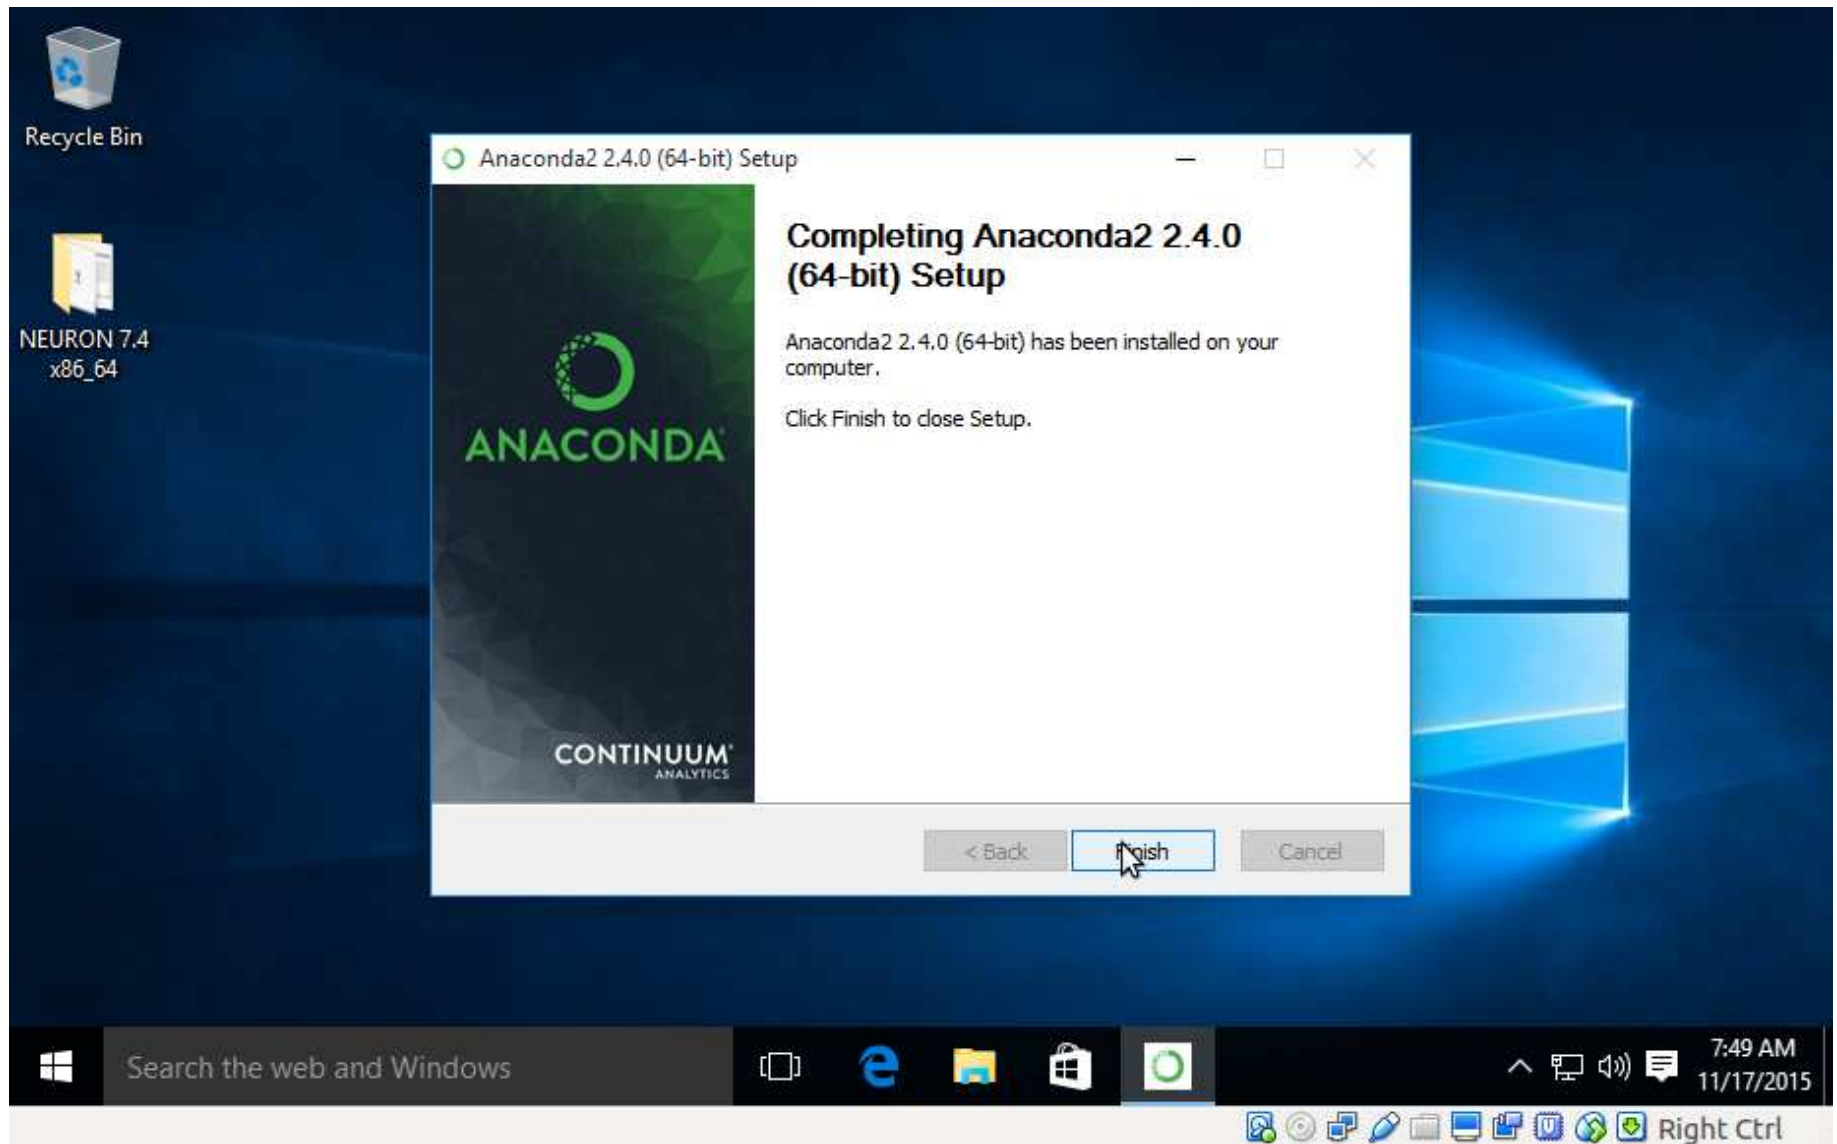 Recycle Bin
NEURON 7.4
x86_64
Anaconda2 2.4.0 (64-bit) Setup
ANACONDA
CONTINUUM
ANALYTICS
Completing Anaconda2 2.4.0
(64-bit) Setup
Anaconda2 2.4.0 (64-bit) has been installed on your
computer.
Click Finish to close Setup.
< Back
Finish
Cancel
Search the web and Windows
7:49 AM
11/17/2015
Right Ctrl